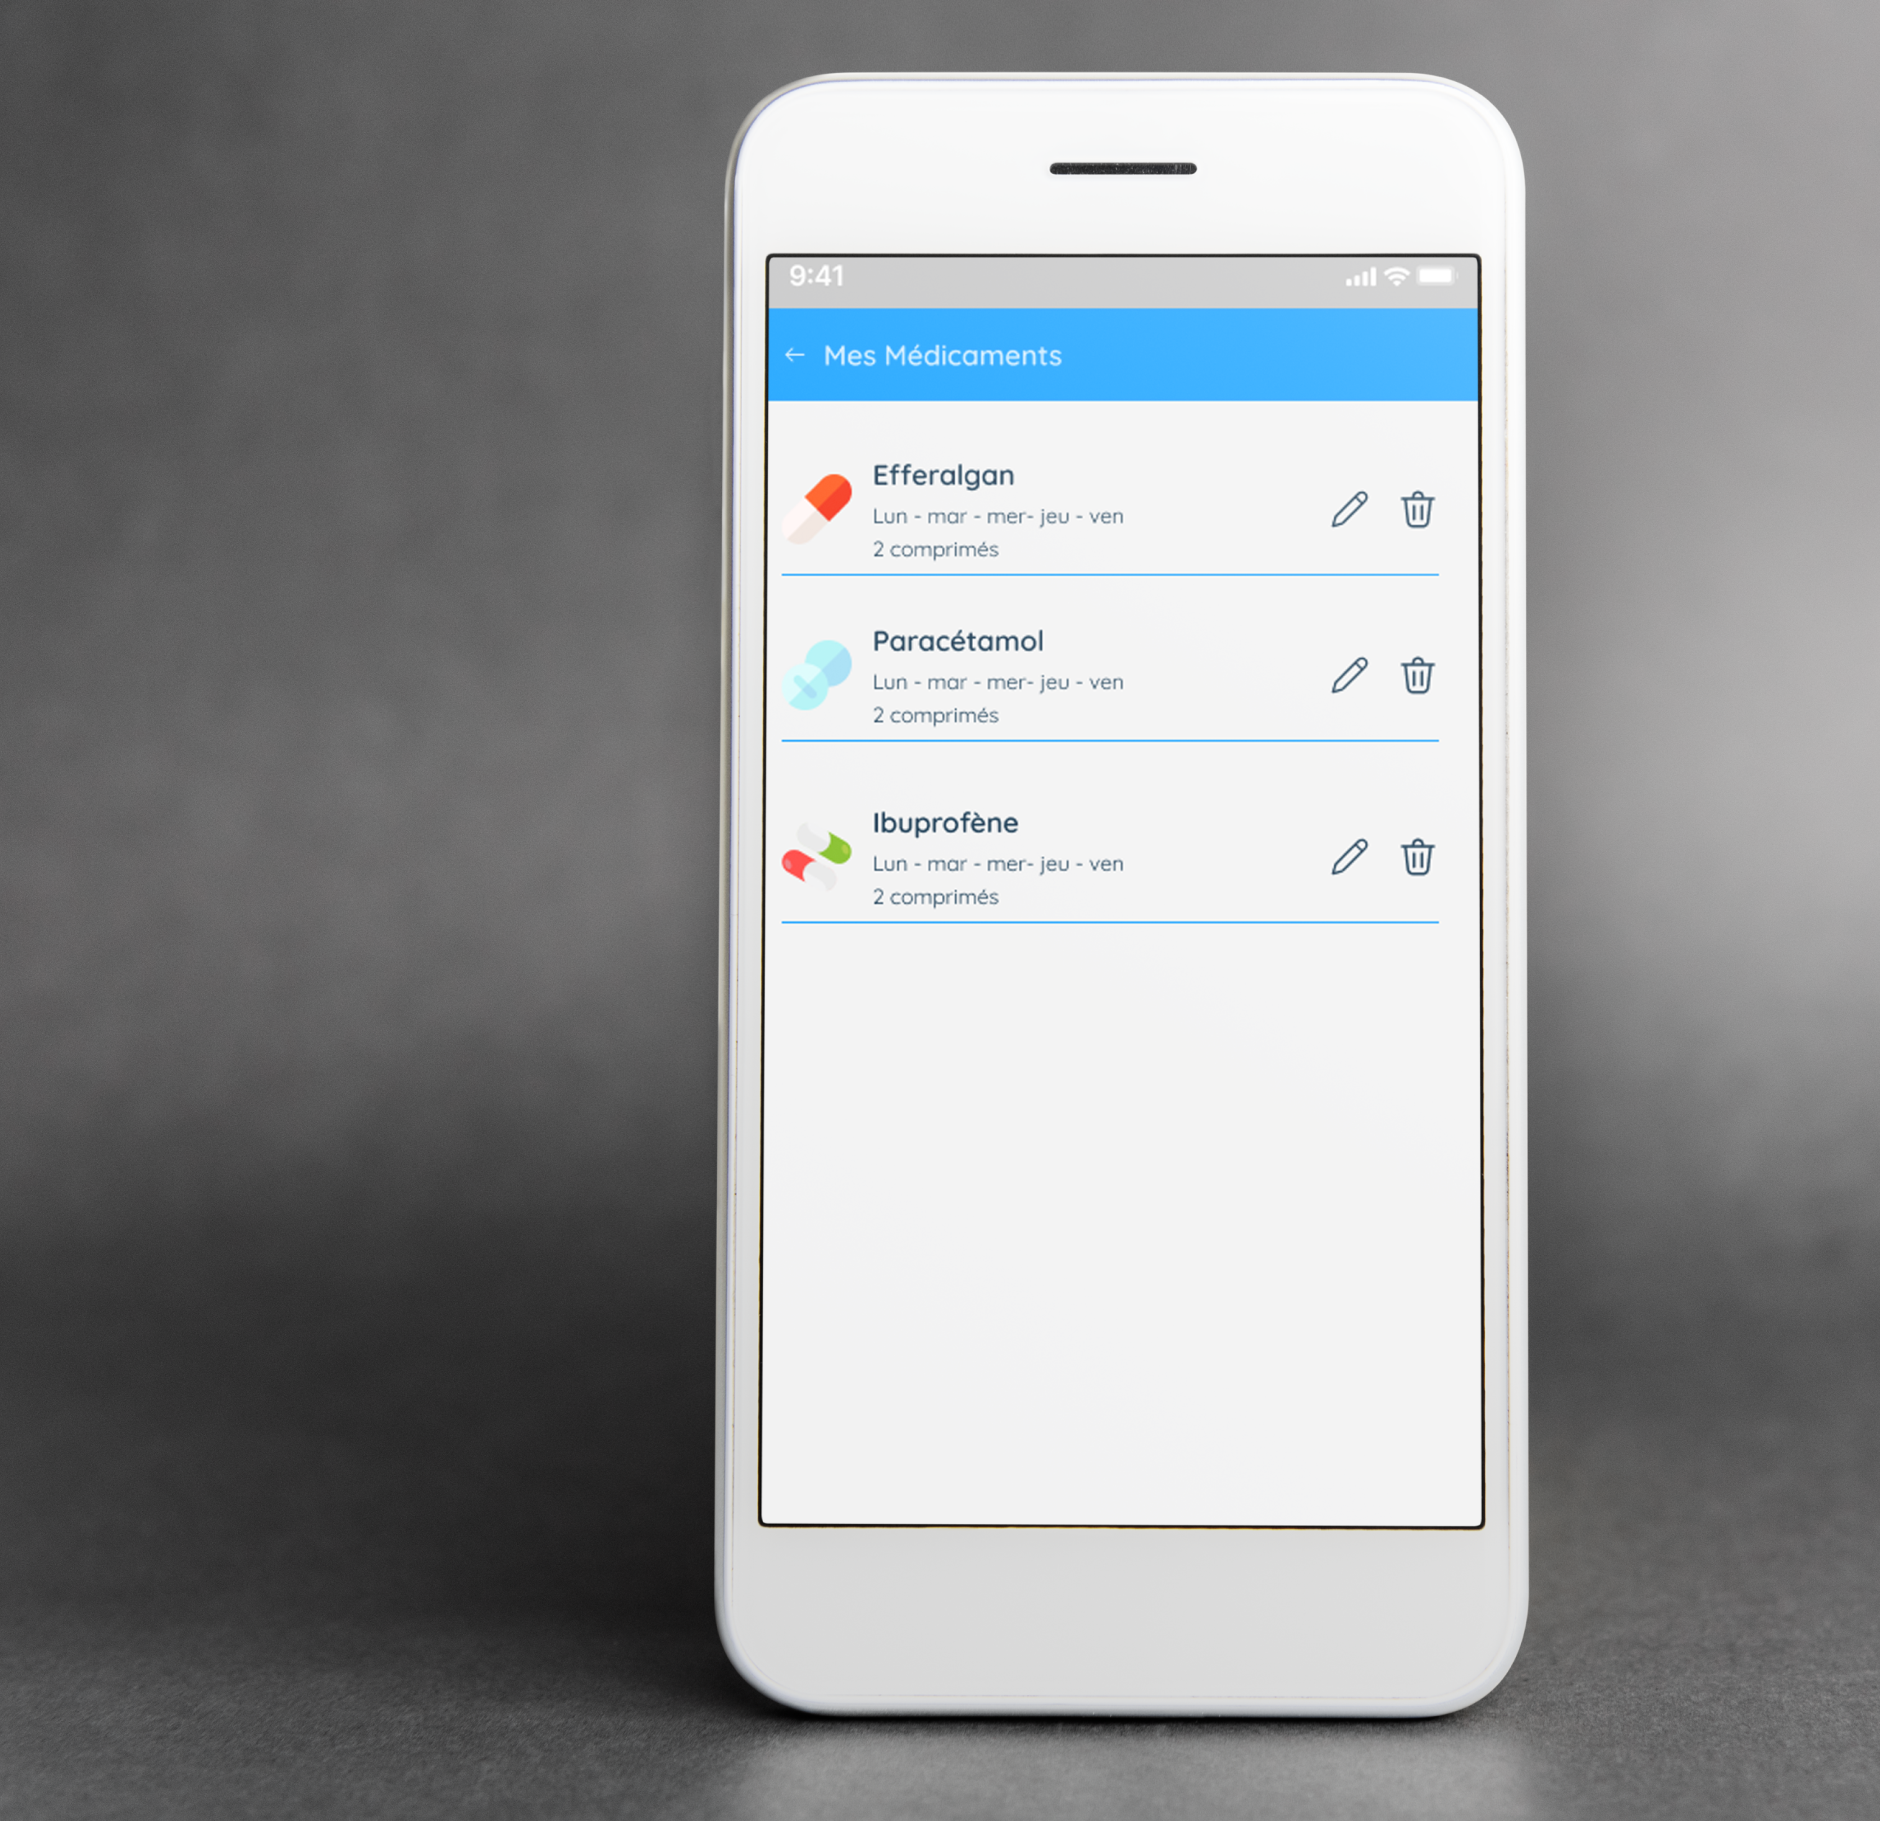 9:41
← Mes Médicaments
Efferalgan
Lun - mar - mer- jeu - ven
2 comprimés
Paracétamol
Lun - mar - mer- jeu - ven
2 comprimés
Ibuprofène
Lun - mar - mer- jeu - ven
2 comprimés